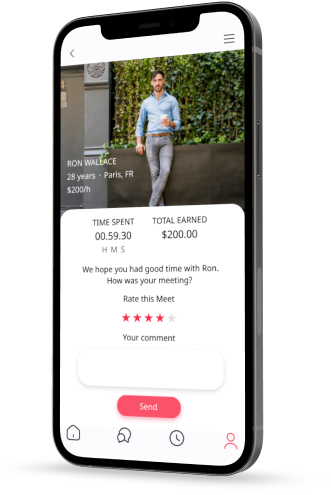 RON WALLACE
28 years · Paris, FR
$200/h
TIME SPENT TOTAL EARNED
00.59.30 $200.00
H M S
We hope you had good time with Ron.
How was your meeting?
Rate this Meet
Your comment
Send